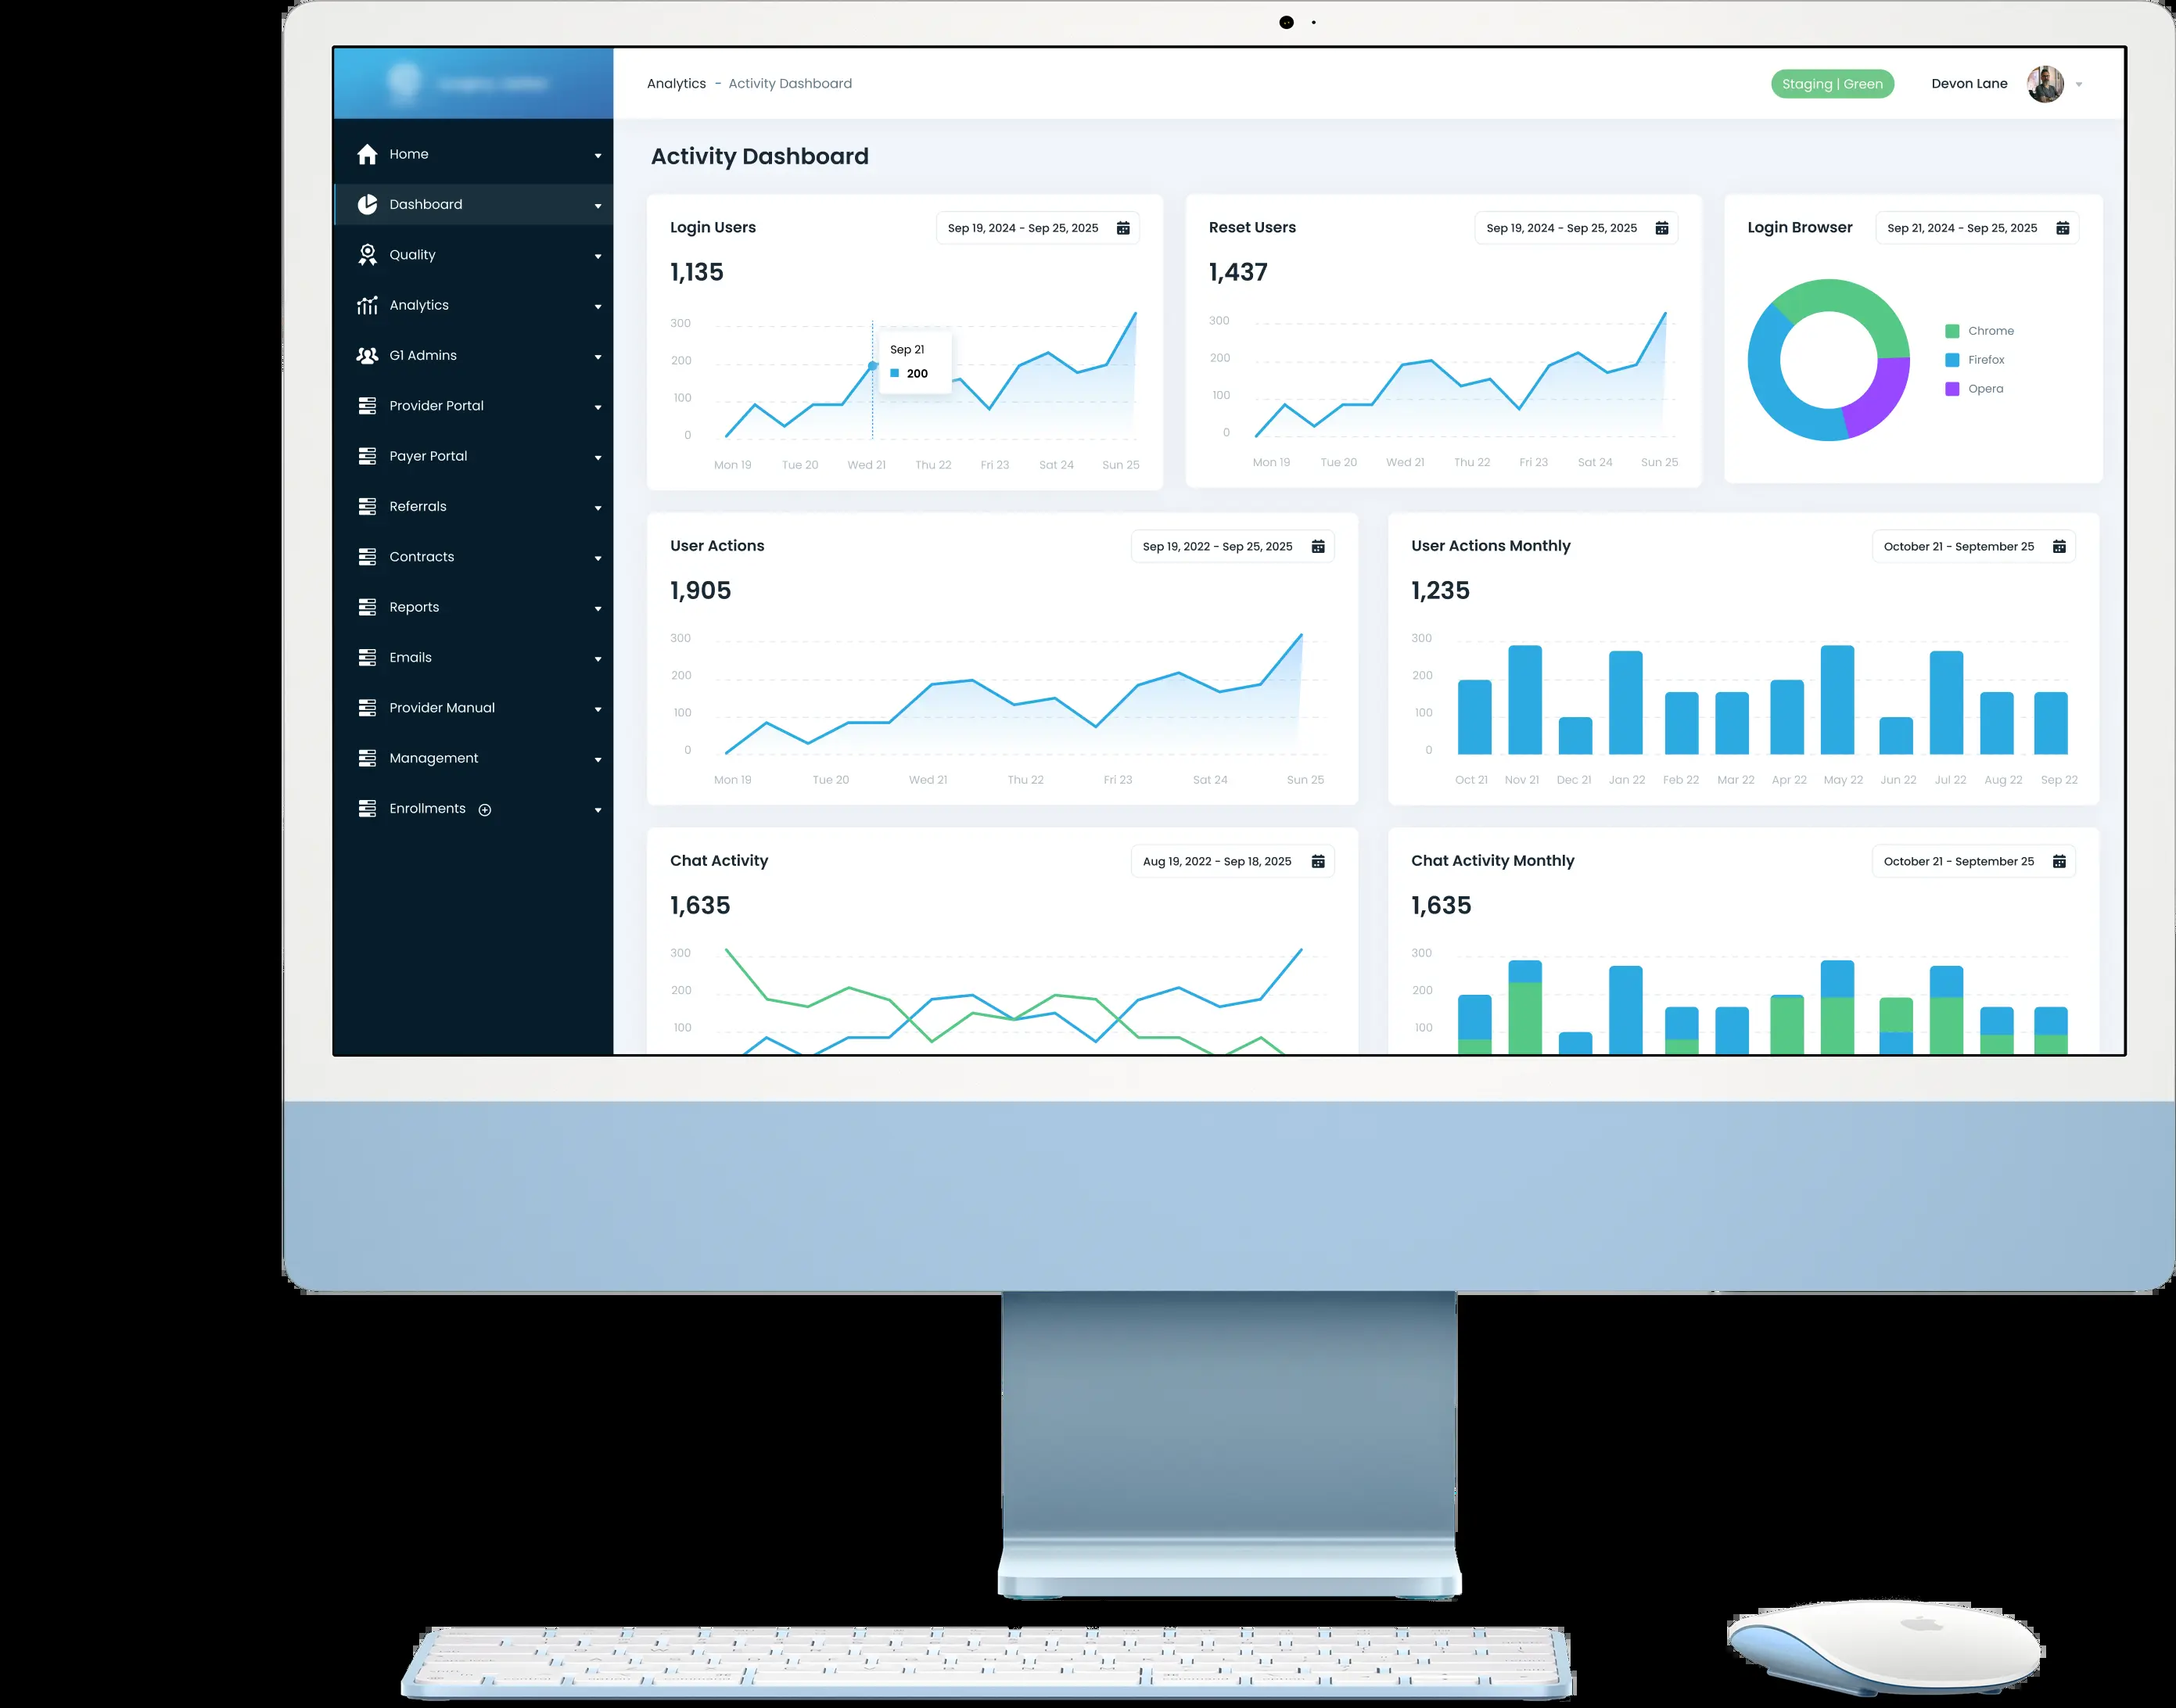 Analytics - Activity Dashboard
Staging | Green
Devon Lane
Home
Dashboard
Quality
Analytics
G1 Admins
Provider Portal
Payer Portal
Referrals
Contracts
Reports
Emails
Provider Manual
Management
Enrollments
Activity Dashboard
Login Users
Sep 19, 2024 - Sep 25, 2025
1,135
300
200
100
0
Sep 21
200
Mon 19 Tue 20 Wed 21 Thu 22 Fri 23 Sat 24 Sun 25
Reset Users
Sep 19, 2024 - Sep 25, 2025
1,437
300
200
100
0
Mon 19 Tue 20 Wed 21 Thu 22 Fri 23 Sat 24 Sun 25
Login Browser
Sep 21, 2024 - Sep 25, 2025
Chrome
Firefox
Opera
User Actions
Sep 19, 2022 - Sep 25, 2025
1,905
300
200
100
0
Mon 19 Tue 20 Wed 21 Thu 22 Fri 23 Sat 24 Sun 25
User Actions Monthly
October 21 - September 25
1,235
300
200
100
0
Oct 21 Nov 21 Dec 21 Jan 22 Feb 22 Mar 22 Apr 22 May 22 Jun 22 Jul 22 Aug 22 Sep 22
Chat Activity
Aug 19, 2022 - Sep 18, 2025
1,635
300
200
100
Chat Activity Monthly
October 21 - September 25
1,635
300
200
100